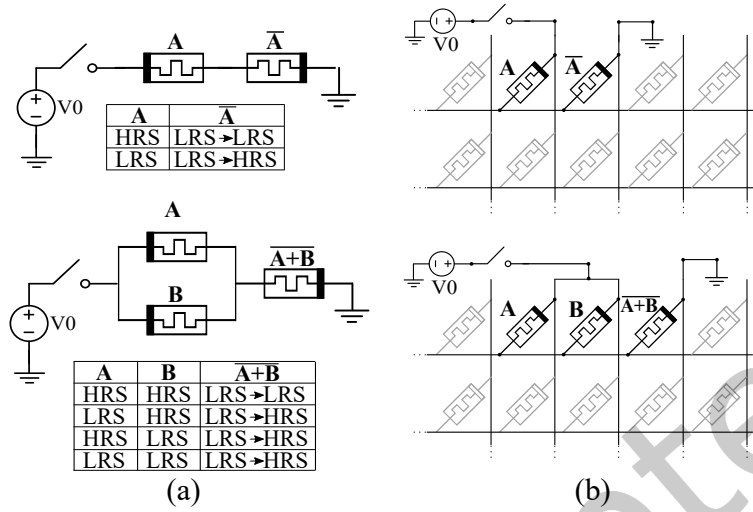 A A̅
V0
A A̅
HRS LRS→LRS
LRS LRS→HRS
A
B A̅+̅B̅
V0
A B A̅+̅B̅
HRS HRS LRS→LRS
LRS HRS LRS→HRS
HRS LRS LRS→HRS
LRS LRS LRS→HRS
(a)
V0
A A̅
V0
A B A̅+̅B̅
(b)